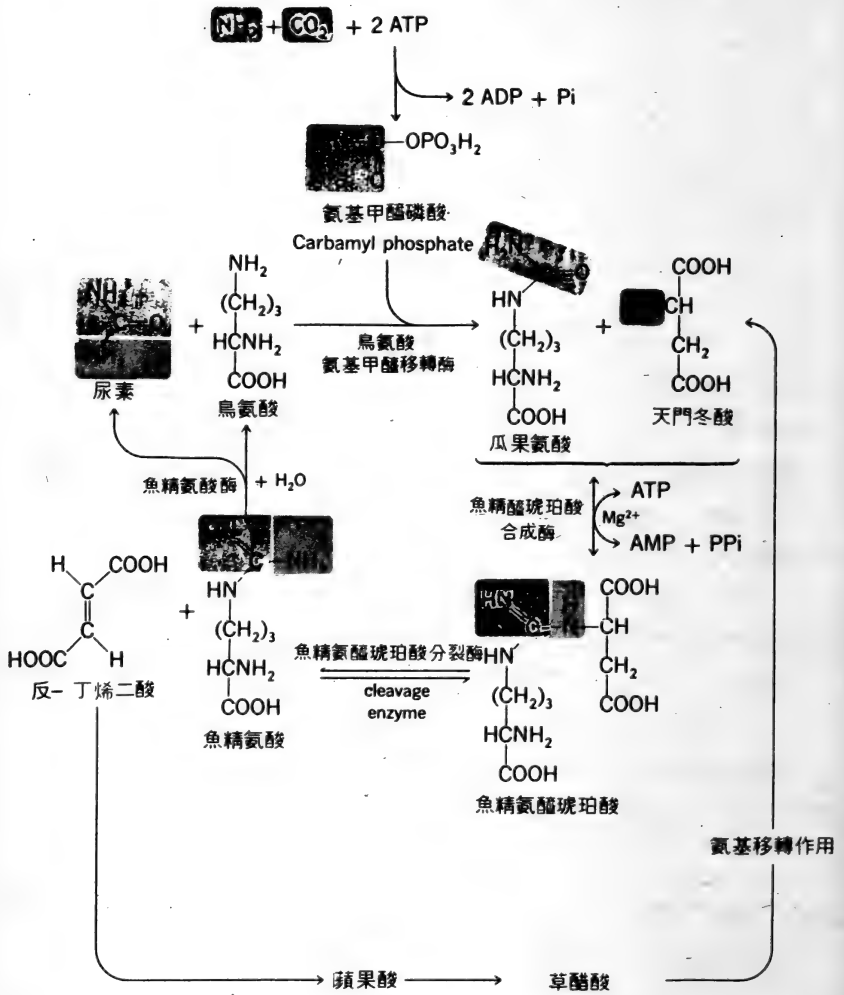 CO₂ + 2 ATP
2 ADP + Pi
OPO₃H₂
氨基甲醯磷酸
Carbamyl phosphate
NH₂
(CH₂)₃
HCNH₂
COOH
鳥氨酸
尿素
+
鳥氨酸
氨基甲醯移轉酶
H₂N
O
HN
(CH₂)₃
HCNH₂
COOH
瓜果氨酸
+
COOH
CH
CH₂
COOH
天門冬酸
魚精氨酸酶
+ H₂O
魚精醯琥珀酸
合成酶
ATP
Mg²⁺
AMP + PPi
H
COOH
C
C
HOOC
H
反－丁烯二酸
+
C
HN
(CH₂)₃
HCNH₂
COOH
魚精氨酸
魚精氨醯琥珀酸分裂酶
cleavage
enzyme
HN
C
N
HN
(CH₂)₃
HCNH₂
COOH
COOH
CH
CH₂
COOH
魚精氨醯琥珀酸
氨基移轉作用
蘋果酸
草醋酸